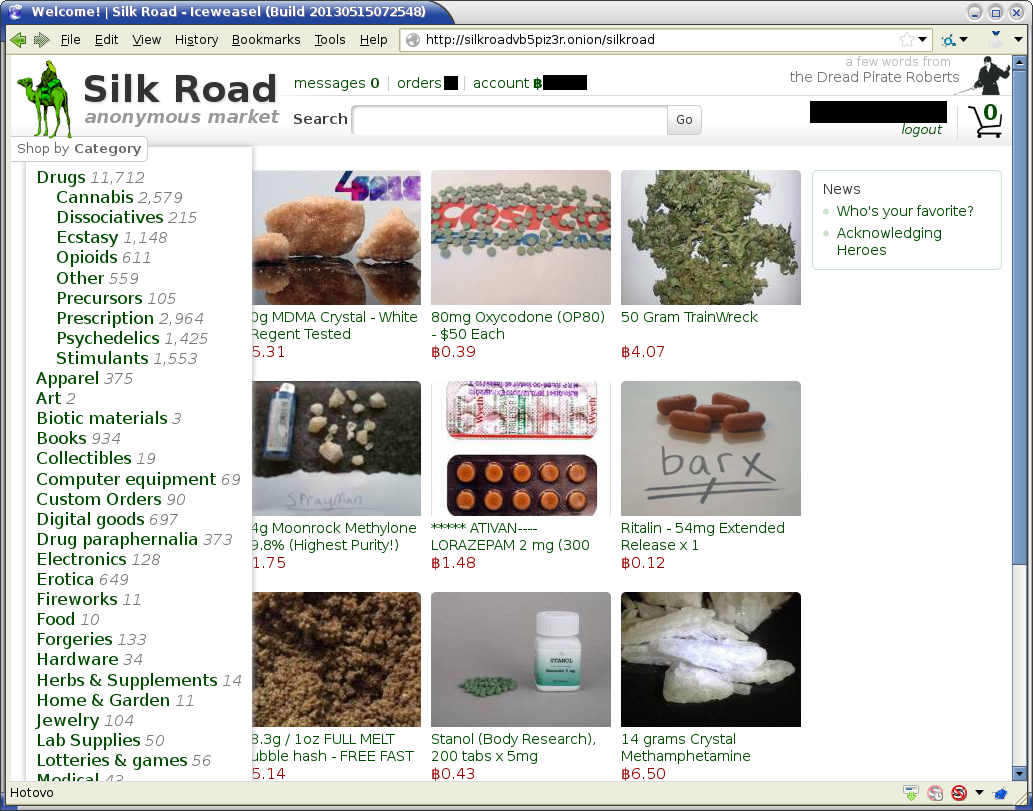 Welcome! | Silk Road - Iceweasel (Build 20130515072548)
File Edit View History Bookmarks Tools Help
http://silkroadvb5piz3r.onion/silkroad
Silk Road
anonymous market
messages 0
orders
account ฿
a few words from
the Dread Pirate Roberts
Search
Go
0
logout
Shop by Category
Drugs 11,712
Cannabis 2,579
Dissociatives 215
Ecstasy 1,148
Opioids 611
Other 559
Precursors 105
Prescription 2,964
Psychedelics 1,425
Stimulants 1,553
Apparel 375
Art 2
Biotic materials 3
Books 934
Collectibles 19
Computer equipment 69
Custom Orders 90
Digital goods 697
Drug paraphernalia 373
Electronics 128
Erotica 649
Fireworks 11
Food 10
Forgeries 133
Hardware 34
Herbs & Supplements 14
Home & Garden 11
Jewelry 104
Lab Supplies 50
Lotteries & games 56
Medical 43
0g MDMA Crystal - White
Regent Tested
5.31
80mg Oxycodone (OP80)
- $50 Each
฿0.39
50 Gram TrainWreck
฿4.07
SprayMan
4g Moonrock Methylone
9.8% (Highest Purity!)
1.75
Wyeth
***** ATIVAN----
LORAZEPAM 2 mg (300
฿1.48
barx
Ritalin - 54mg Extended
Release x 1
฿0.12
8.3g / 1oz FULL MELT
ubble hash - FREE FAST
5.14
STANOL
Stanol (Body Research),
200 tabs x 5mg
฿0.43
14 grams Crystal
Methamphetamine
฿6.50
News
Who's your favorite?
Acknowledging
Heroes
Hotovo